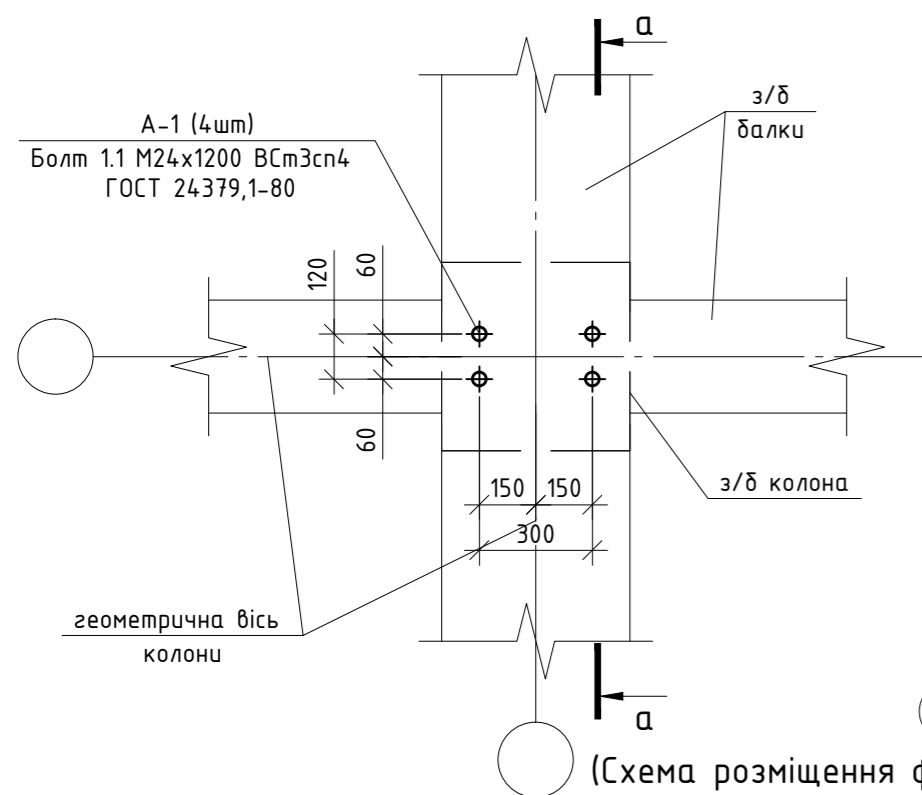 а
А-1 (4шт)
Болт 1.1 М24х1200 ВСт3сп4
ГОСТ 24379,1-80
з/б
балки
120
60
60
150
150
300
з/б колона
геометрична вісь
колони
а
(Схема розміщення